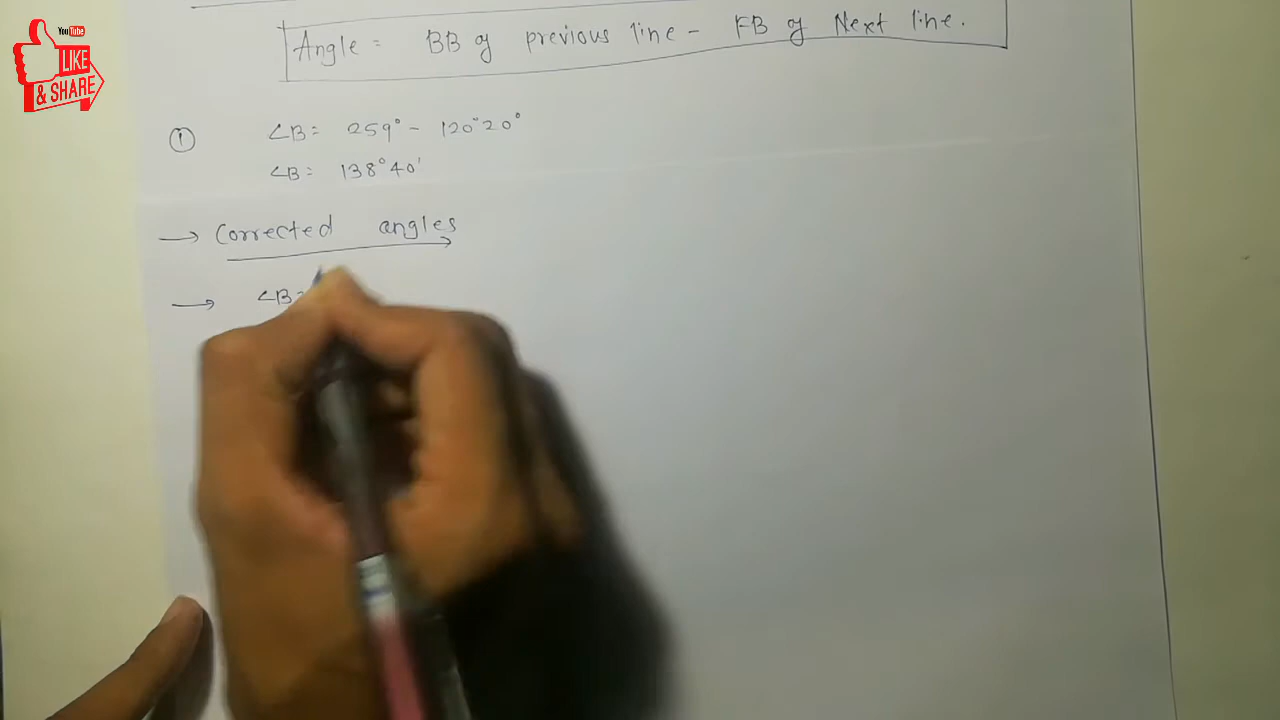 YouTube
LIKE
& SHARE
Angle = BB of previous line - FB of Next line.
① ∠B = 259° - 120°20°
∠B = 138°40'
→ Corrected angles
→ ∠B =